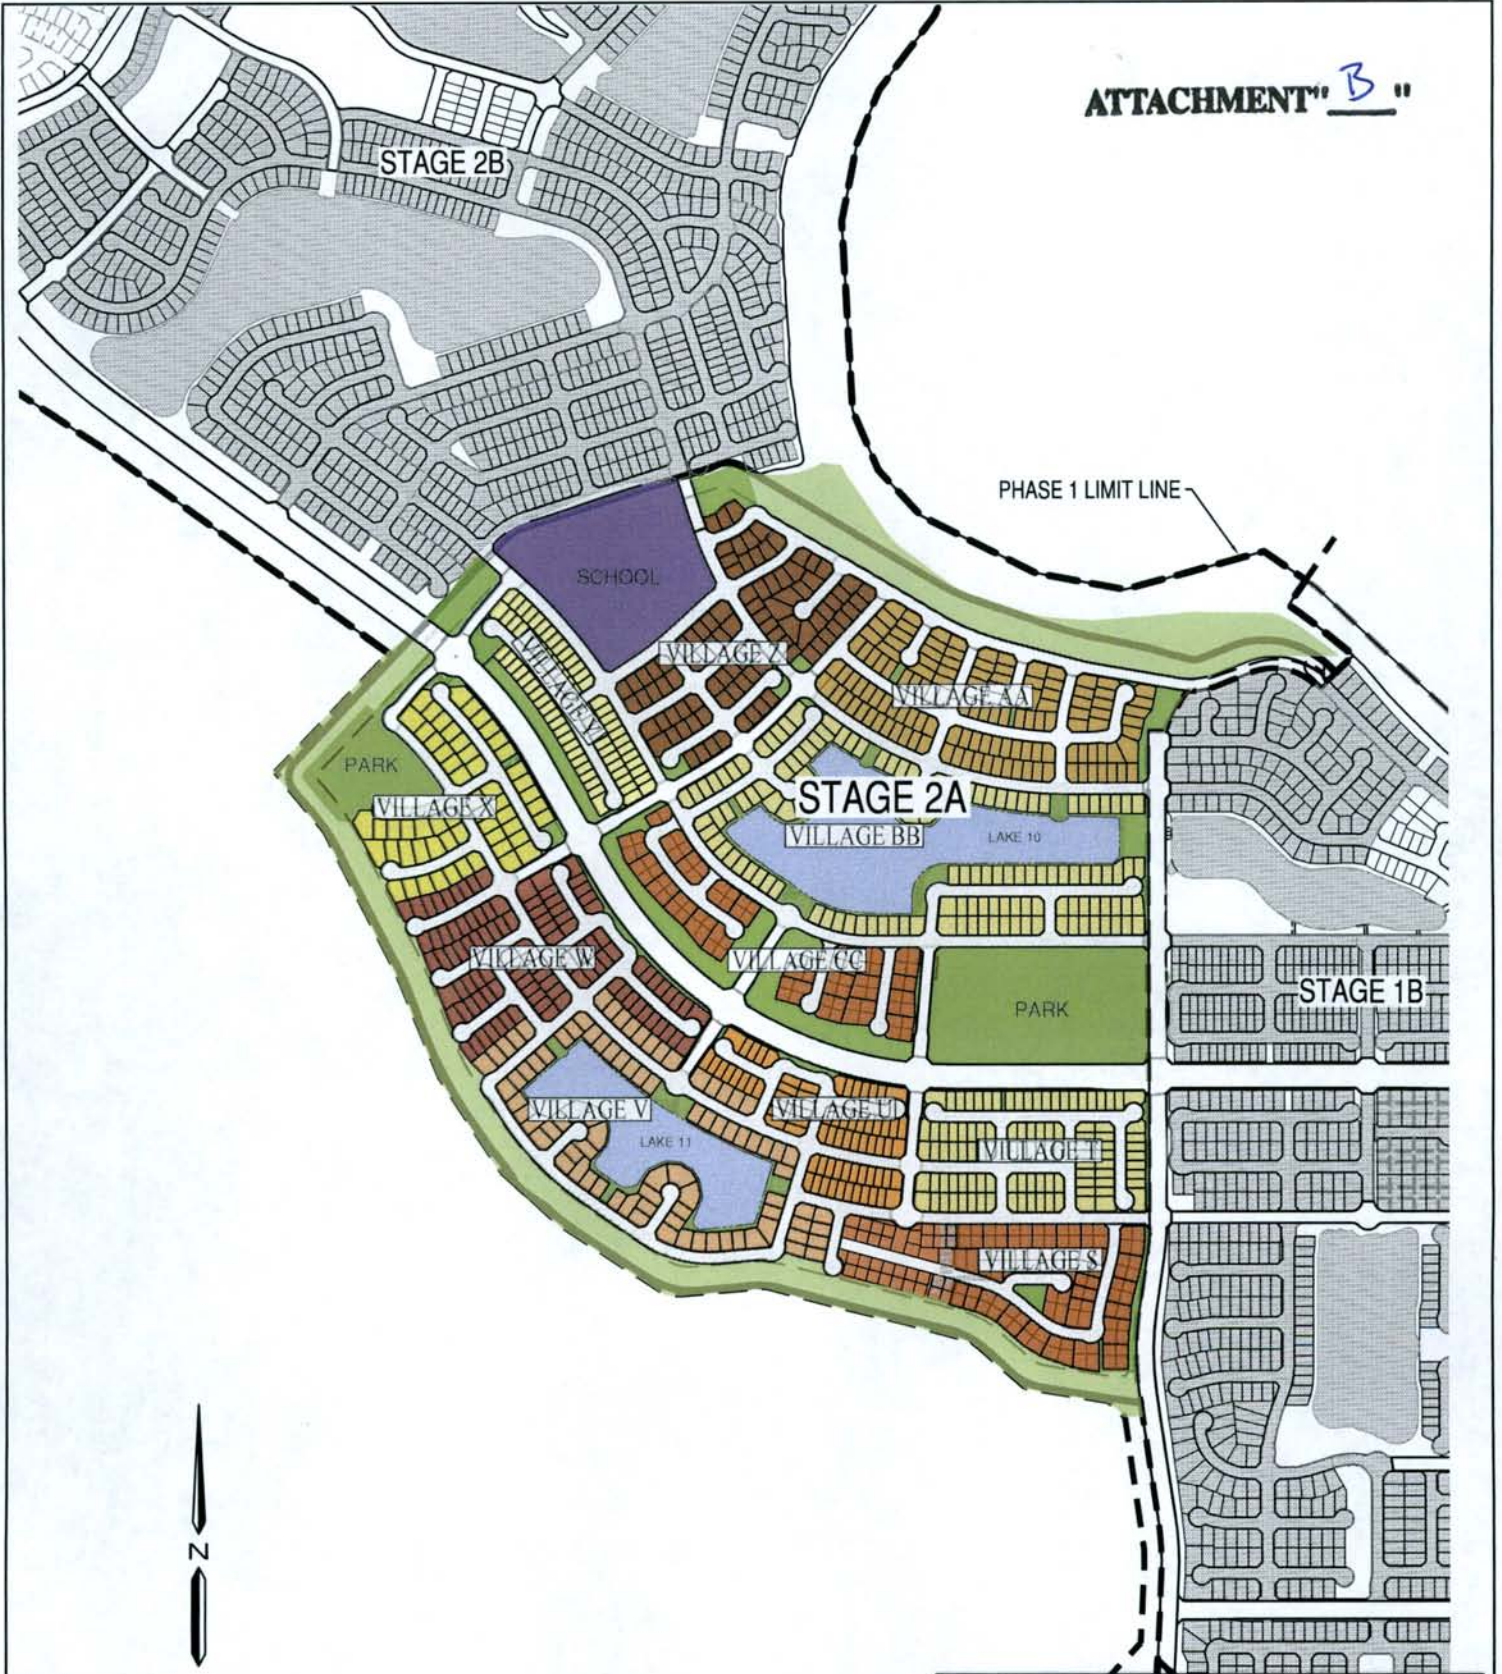 ATTACHMENT "B"
STAGE 2B
PHASE 1 LIMIT LINE
SCHOOL
VILLAGE Z
VILLAGE Y
VILLAGE AA
PARK
VILLAGE X
STAGE 2A
VILLAGE BB
LAKE 10
VILLAGE W
VILLAGE CC
STAGE 1B
PARK
VILLAGE V
VILLAGE U
LAKE 11
VILLAGE T
VILLAGE S
N